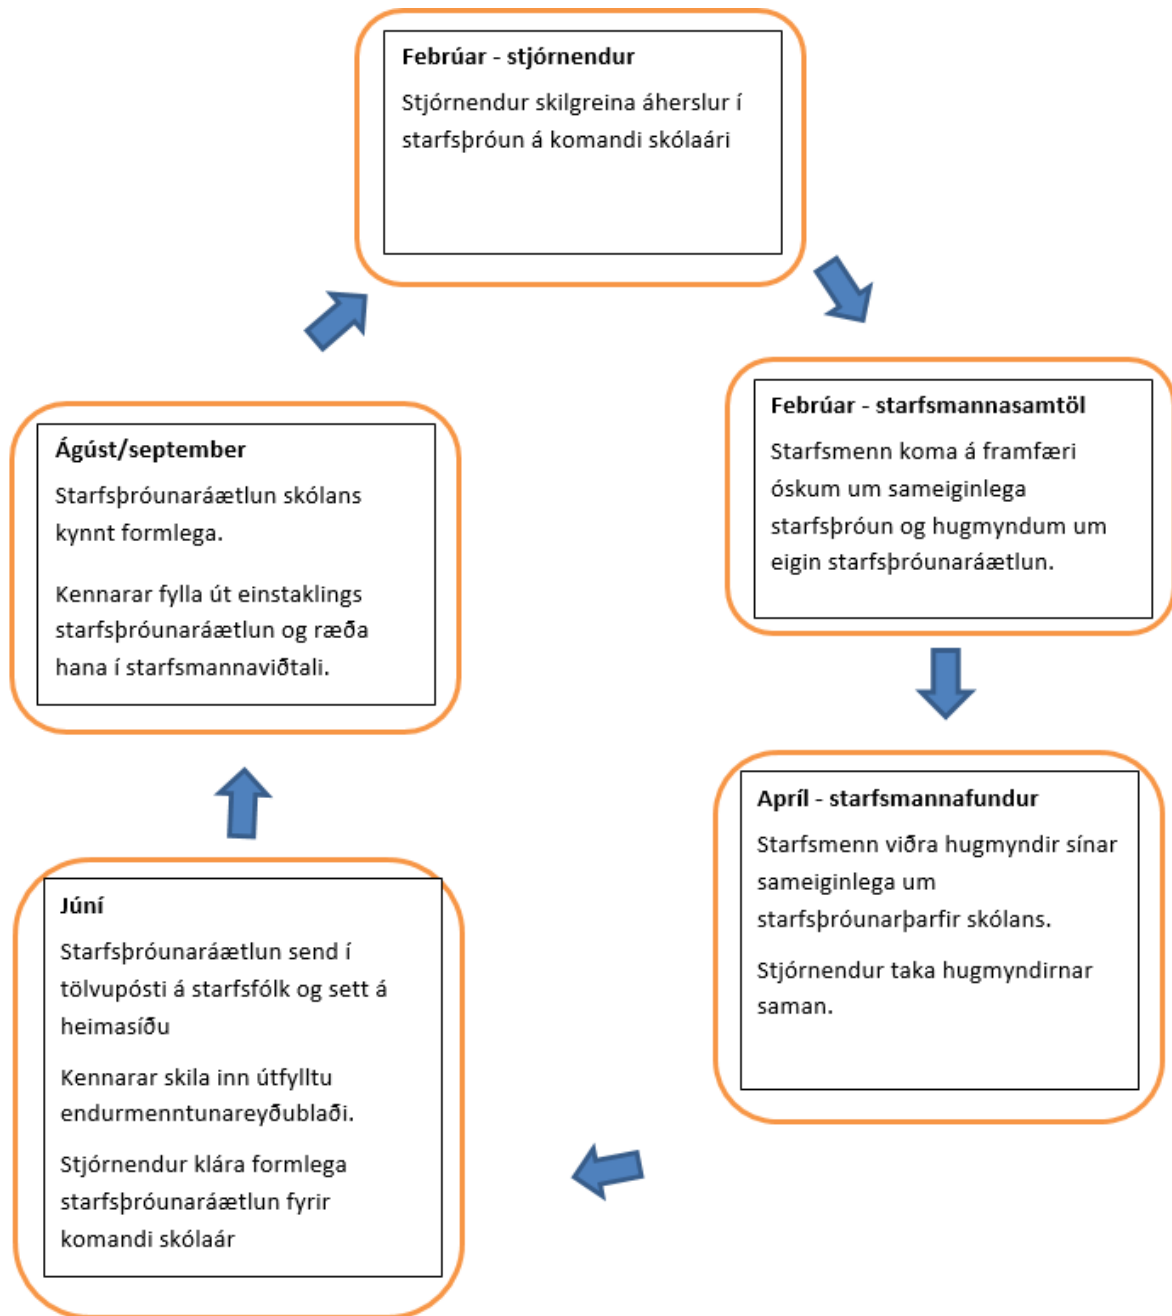 Febrúar - stjórnendur
Stjórnendur skilgreina áherslur í
starfsþróun á komandi skólaári
Febrúar - starfsmannasamtöl
Starfsmenn koma á framfæri
óskum um sameiginlega
starfsþróun og hugmyndum um
eigin starfsþróunaráætlun.
Apríl - starfsmannafundur
Starfsmenn viðra hugmyndir sínar
sameiginlega um
starfsþróunarþarfir skólans.
Stjórnendur taka hugmyndirnar
saman.
Júní
Starfsþróunaráætlun send í
tölvupósti á starfsfólk og sett á
heimasíðu
Kennarar skila inn útfylltu
endurmenntunareyðublaði.
Stjórnendur klára formlega
starfsþróunaráætlun fyrir
komandi skólaár
Ágúst/september
Starfsþróunaráætlun skólans
kynnt formlega.
Kennarar fylla út einstaklings
starfsþróunaráætlun og ræða
hana í starfsmannaviðtali.